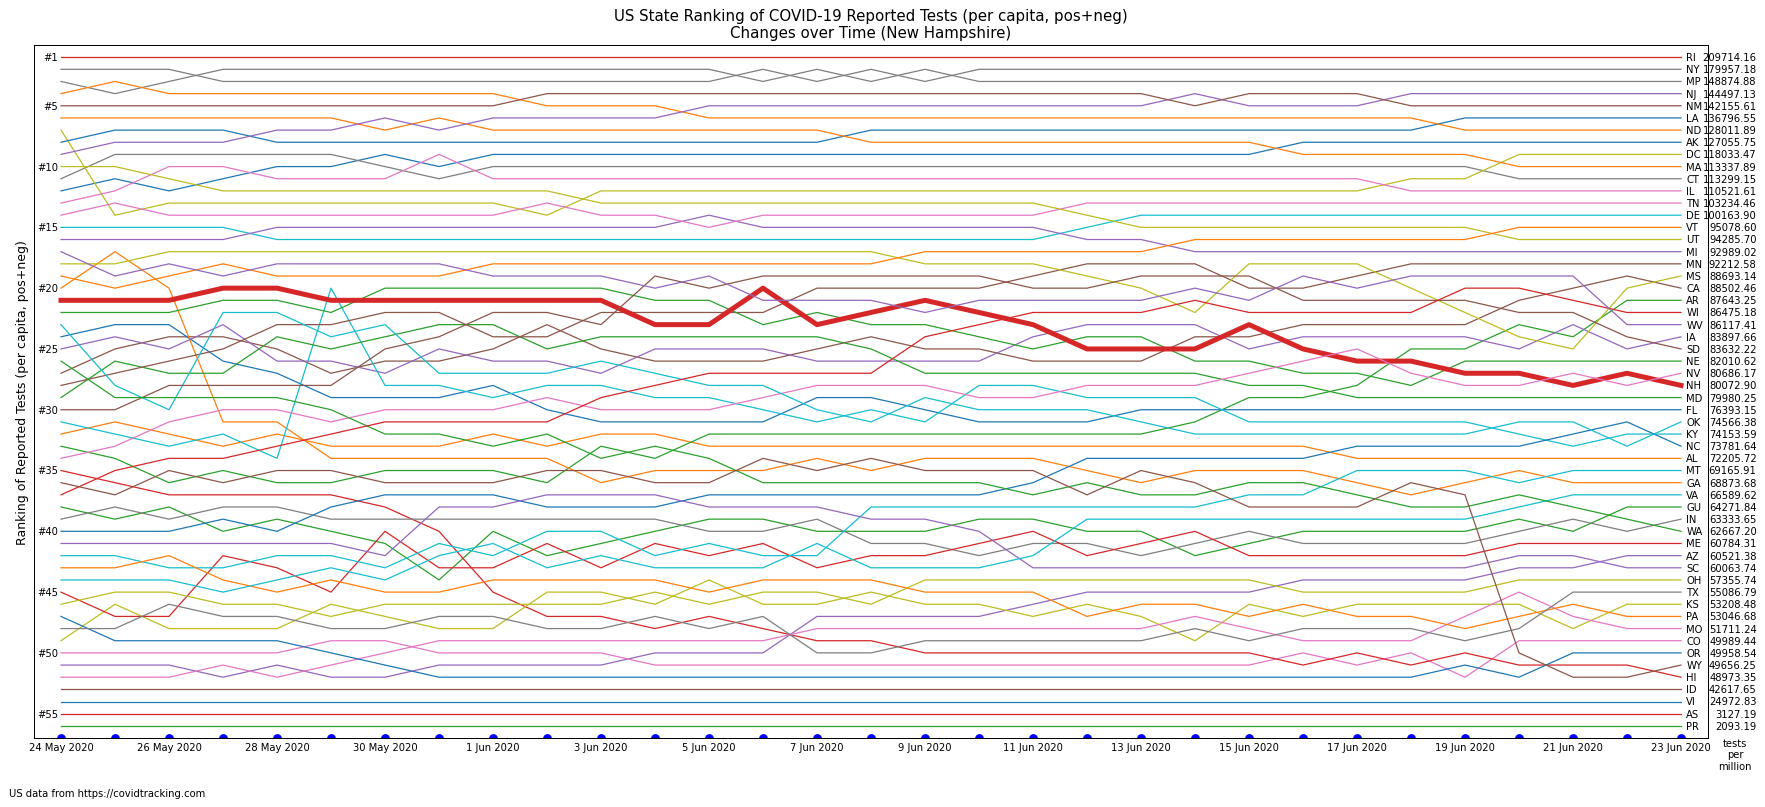 US State Ranking of COVID-19 Reported Tests (per capita, pos+neg)
Changes over Time (New Hampshire)
Ranking of Reported Tests (per capita, pos+neg)
#1
#5
#10
#15
#20
#25
#30
#35
#40
#45
#50
#55
RI 209714.16
NY 179957.18
MP 148874.88
NJ 144497.13
NM 142155.61
LA 136796.55
ND 128011.89
AK 127055.75
DC 118033.47
MA 113337.89
CT 113299.15
IL 110521.61
TN 103234.46
DE 100163.90
VT 95078.60
UT 94285.70
MI 92989.02
MN 92212.58
MS 88693.14
CA 88502.46
AR 87643.25
WI 86475.18
WV 86117.41
IA 83897.66
SD 83632.22
NE 82010.62
NV 80686.17
NH 80072.90
MD 79980.25
FL 76393.15
OK 74566.38
KY 74153.59
NC 73781.64
AL 72205.72
MT 69165.91
GA 68873.68
VA 66589.62
GU 64271.84
IN 63333.65
WA 62667.20
ME 60784.31
AZ 60521.38
SC 60063.74
OH 57355.74
TX 55086.79
KS 53208.48
PA 53046.68
MO 51711.24
CO 49989.44
OR 49958.54
WY 49656.25
HI 48973.35
ID 42617.65
VI 24972.83
AS 3127.19
PR 2093.19
24 May 2020 26 May 2020 28 May 2020 30 May 2020 1 Jun 2020 3 Jun 2020 5 Jun 2020 7 Jun 2020 9 Jun 2020 11 Jun 2020 13 Jun 2020 15 Jun 2020 17 Jun 2020 19 Jun 2020 21 Jun 2020 23 Jun 2020
tests
per
million
US data from https://covidtracking.com